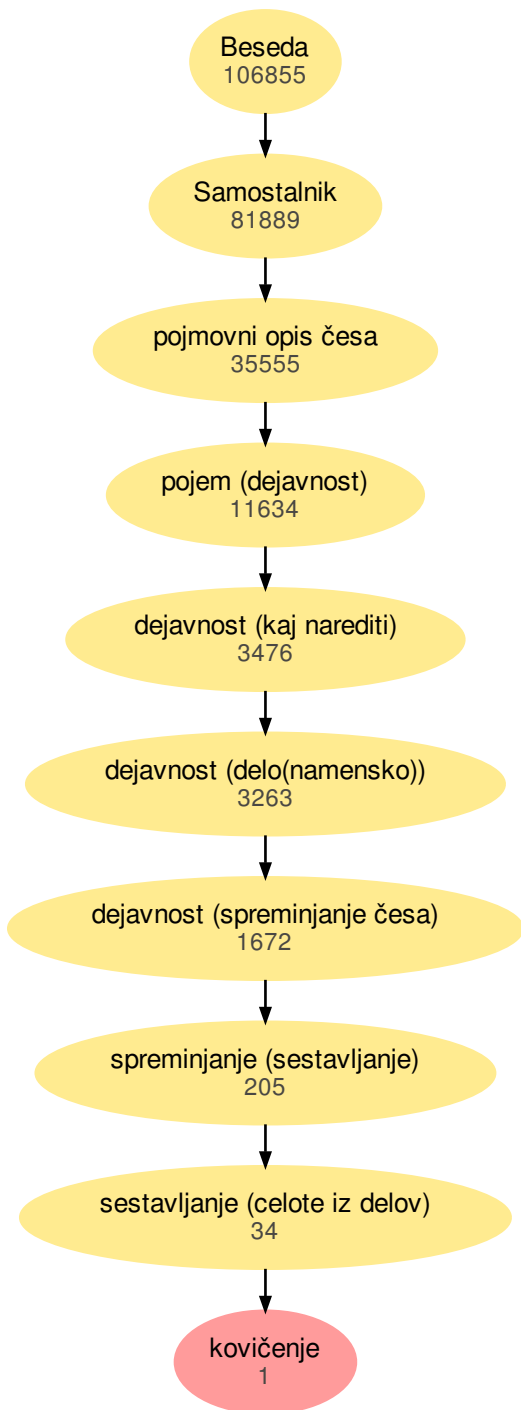 Beseda
106855
Samostalnik
81889
pojmovni opis česa
35555
pojem (dejavnost)
11634
dejavnost (kaj narediti)
3476
dejavnost (delo(namensko))
3263
dejavnost (spreminjanje česa)
1672
spreminjanje (sestavljanje)
205
sestavljanje (celote iz delov)
34
kovičenje
1